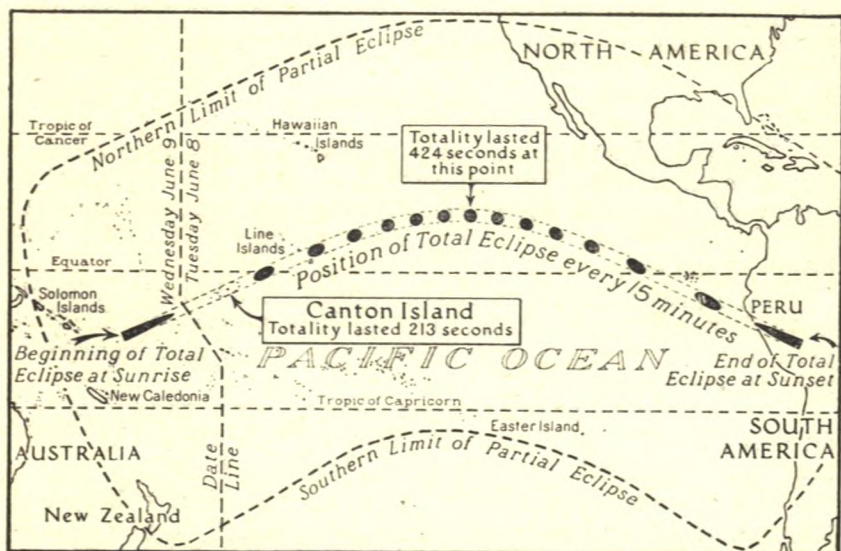 NORTH AMERICA
Northern Limit of Partial Eclipse
Tropic of
Cancer
Wednesday June 9
Tuesday June 8
Hawaiian
Islands
Totality lasted
424 seconds at
this point
Line
Islands
Position of Total Eclipse every 15 minutes
Equator
Solomon
Islands
Canton Island
Totality lasted 213 seconds
PERU
Beginning of Total
Eclipse at Sunrise
PACIFIC OCEAN
End of Total
Eclipse at Sunset
New Caledonia
Tropic of Capricorn
Easter Island
SOUTH
AMERICA
AUSTRALIA
Date
Line
Southern Limit of Partial Eclipse
New Zealand